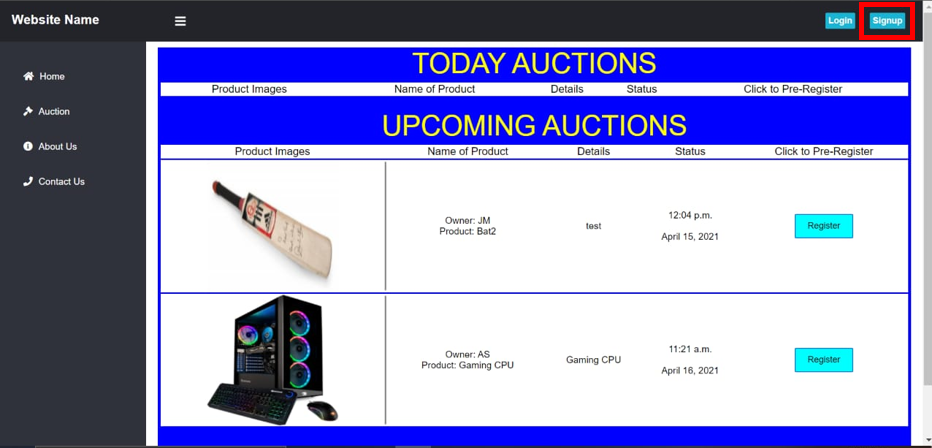 Website Name
Login
Signup
Home
Auction
About Us
Contact Us
TODAY AUCTIONS
Product Images Name of Product Details Status Click to Pre-Register
UPCOMING AUCTIONS
Product Images Name of Product Details Status Click to Pre-Register
Owner: JM
Product: Bat2
test
12:04 p.m.
April 15, 2021
Register
Owner: AS
Product: Gaming CPU
Gaming CPU
11:21 a.m.
April 16, 2021
Register